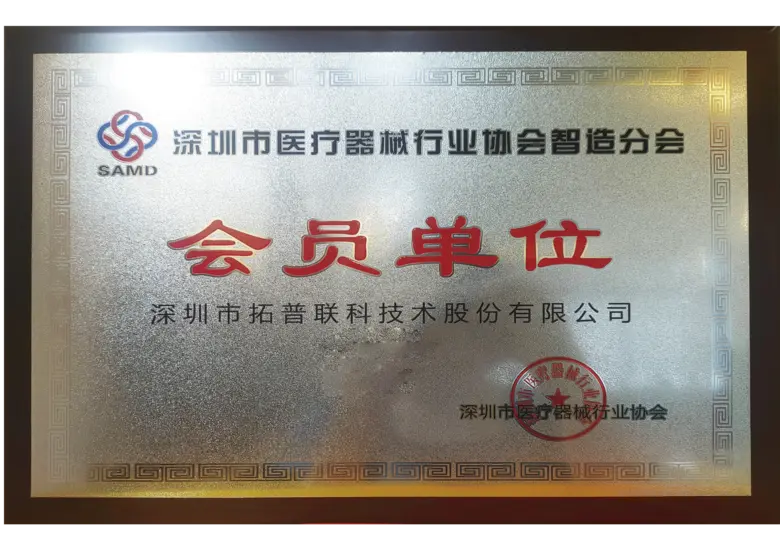 深圳市医疗器械行业协会智造分会
SAMD
会员单位
深圳市拓普联科技术股份有限公司
深圳市医疗器械行业协会